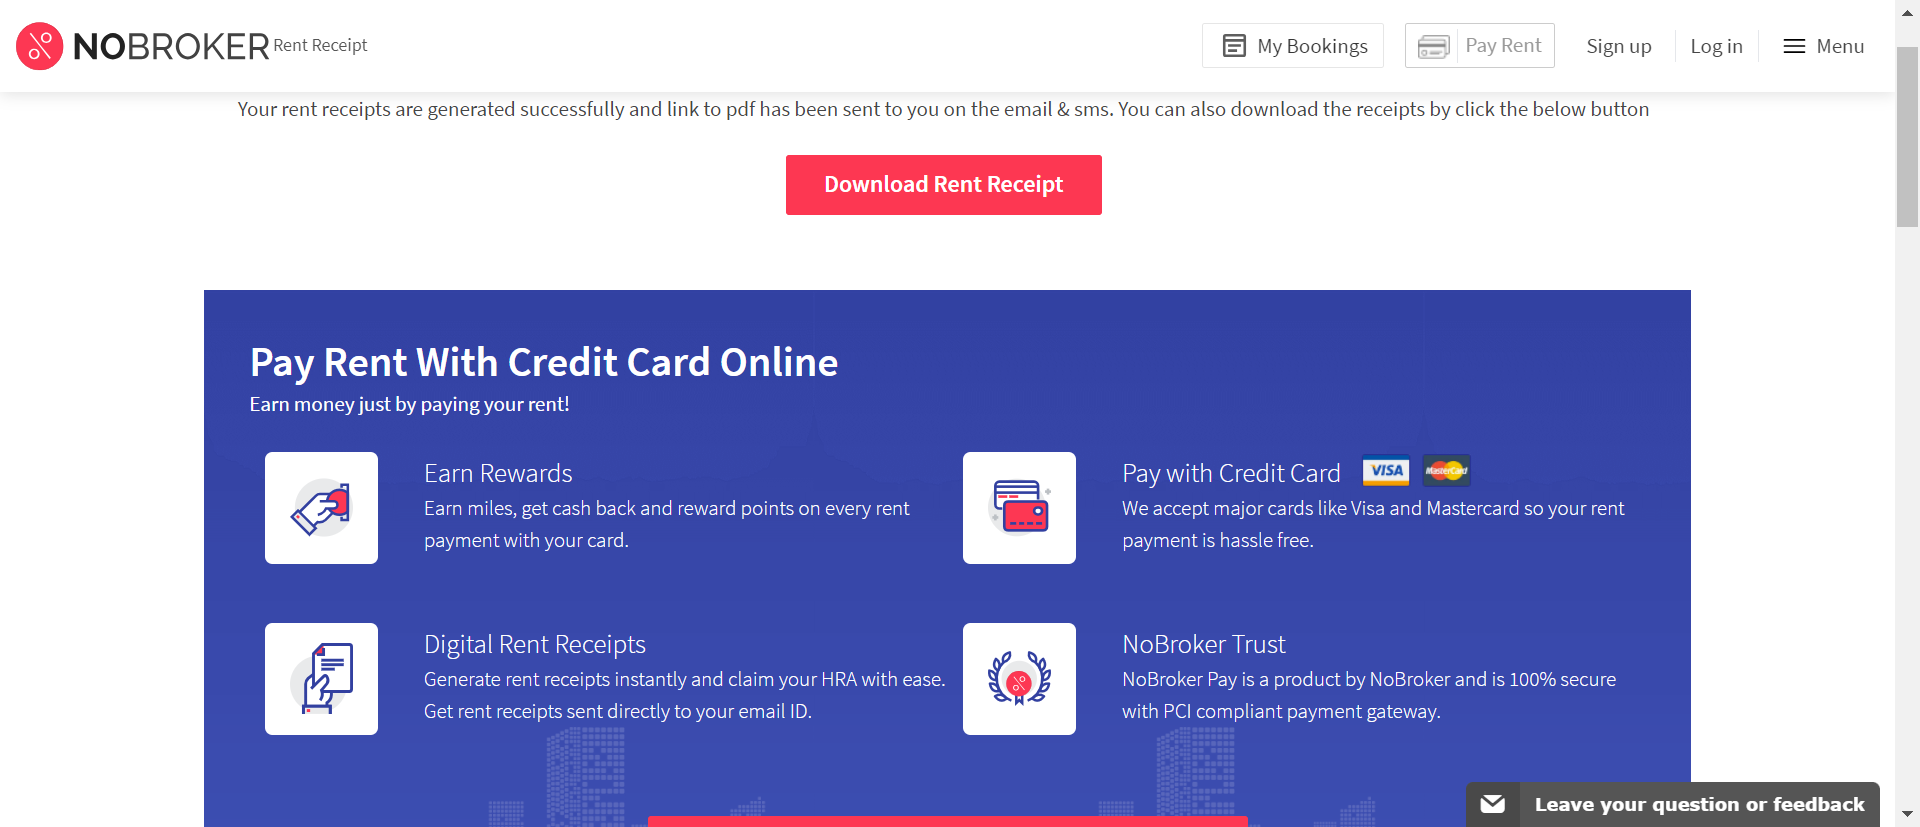 NOBROKER Rent Receipt
My Bookings
Pay Rent
Sign up
Log in
Menu
Your rent receipts are generated successfully and link to pdf has been sent to you on the email & sms. You can also download the receipts by click the below button
Download Rent Receipt
Pay Rent With Credit Card Online
Earn money just by paying your rent!
Earn Rewards
Earn miles, get cash back and reward points on every rent
payment with your card.
Pay with Credit Card VISA MasterCard
We accept major cards like Visa and Mastercard so your rent
payment is hassle free.
Digital Rent Receipts
Generate rent receipts instantly and claim your HRA with ease.
Get rent receipts sent directly to your email ID.
NoBroker Trust
NoBroker Pay is a product by NoBroker and is 100% secure
with PCI compliant payment gateway.
Leave your question or feedback